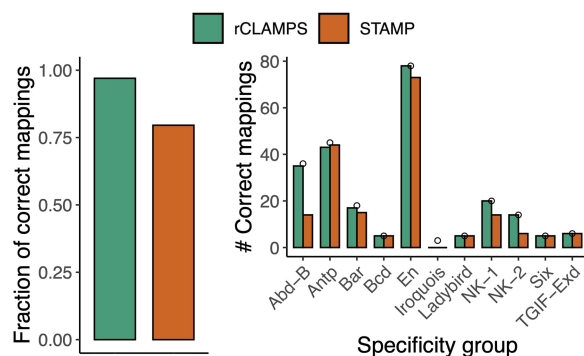 rCLAMPS STAMP
Fraction of correct mappings
1.00
0.75
0.50
0.25
0.00
# Correct mappings
80
60
40
20
0
Abd-B
Antp
Bar
Bcd
En
Iroquois
Ladybird
NK-1
NK-2
Six
TGIF-Exd
Specificity group